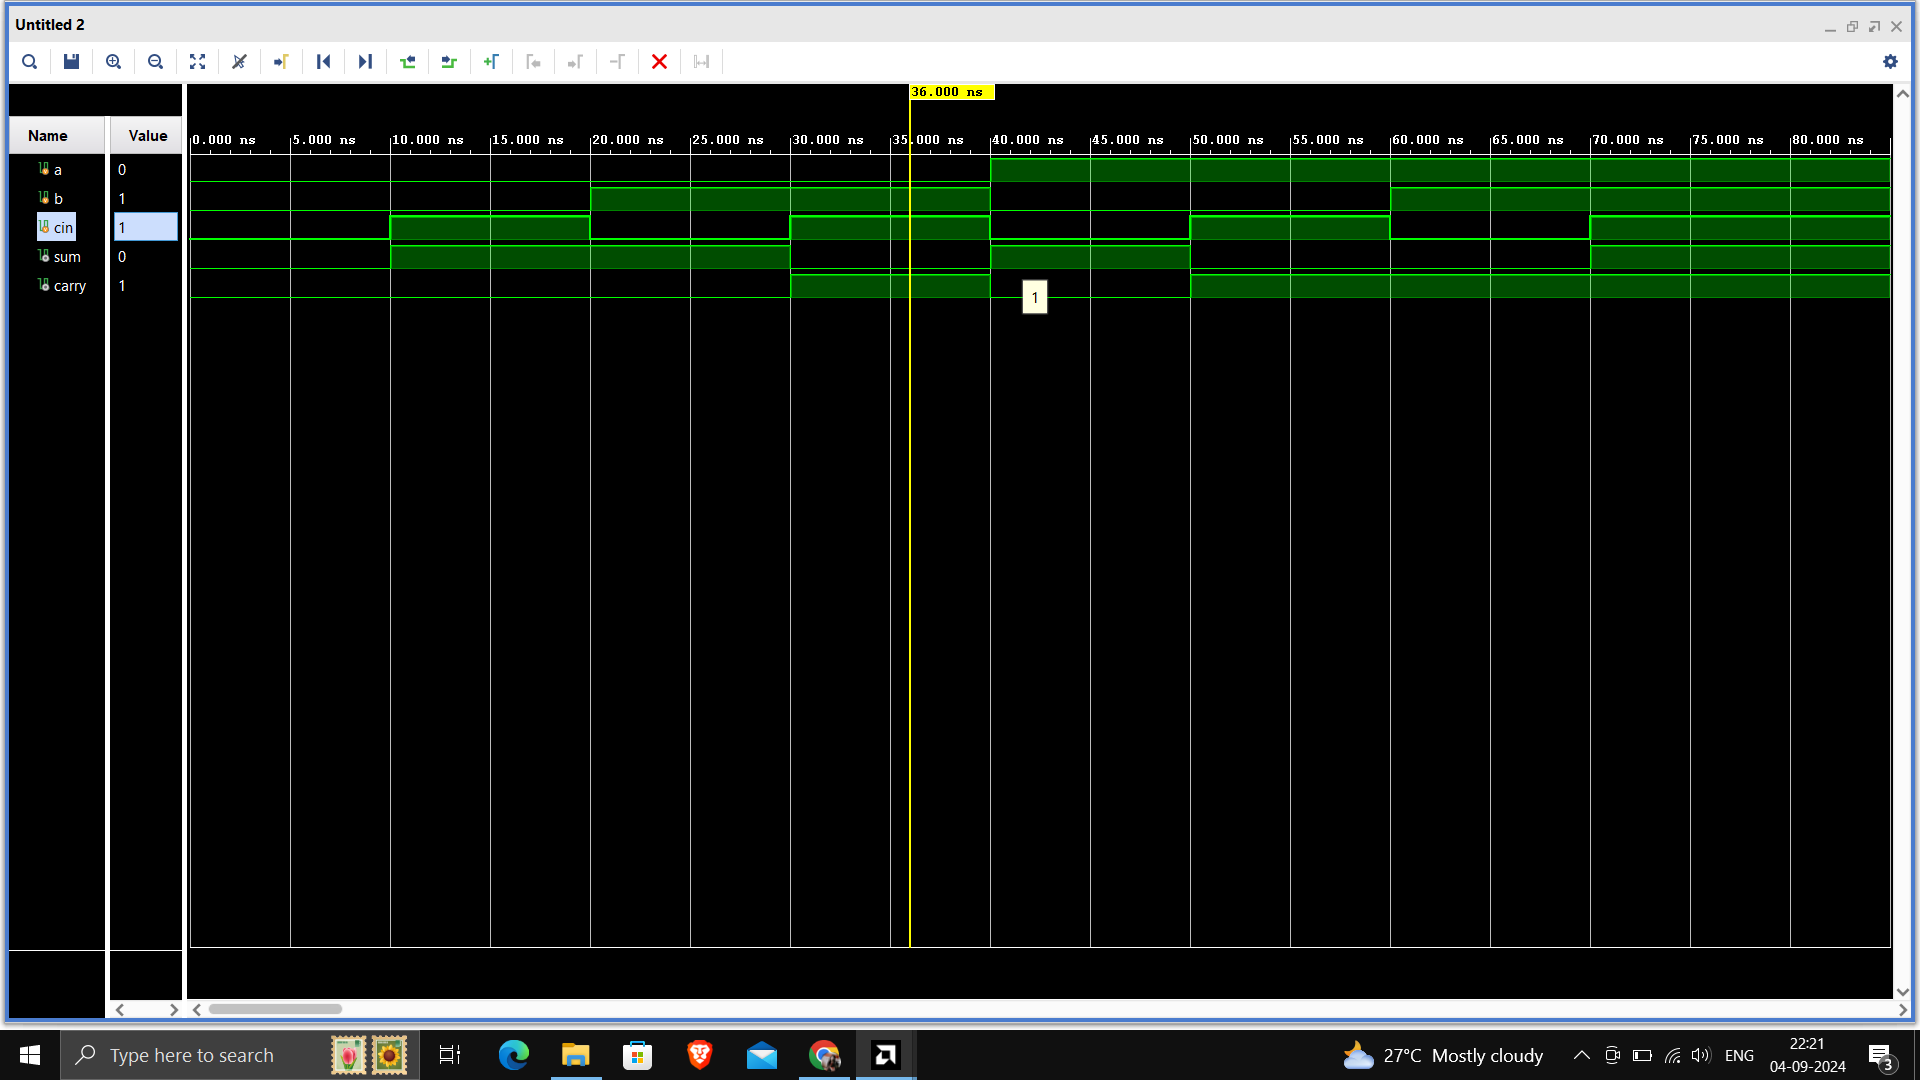 Untitled 2
36.000 ns
Name Value
0.000 ns 5.000 ns 10.000 ns 15.000 ns 20.000 ns 25.000 ns 30.000 ns 35.000 ns 40.000 ns 45.000 ns 50.000 ns 55.000 ns 60.000 ns 65.000 ns 70.000 ns 75.000 ns 80.000 ns
a 0
b 1
cin 1
sum 0
carry 1
1
Type here to search
27°C Mostly cloudy
ENG
22:21
04-09-2024
3